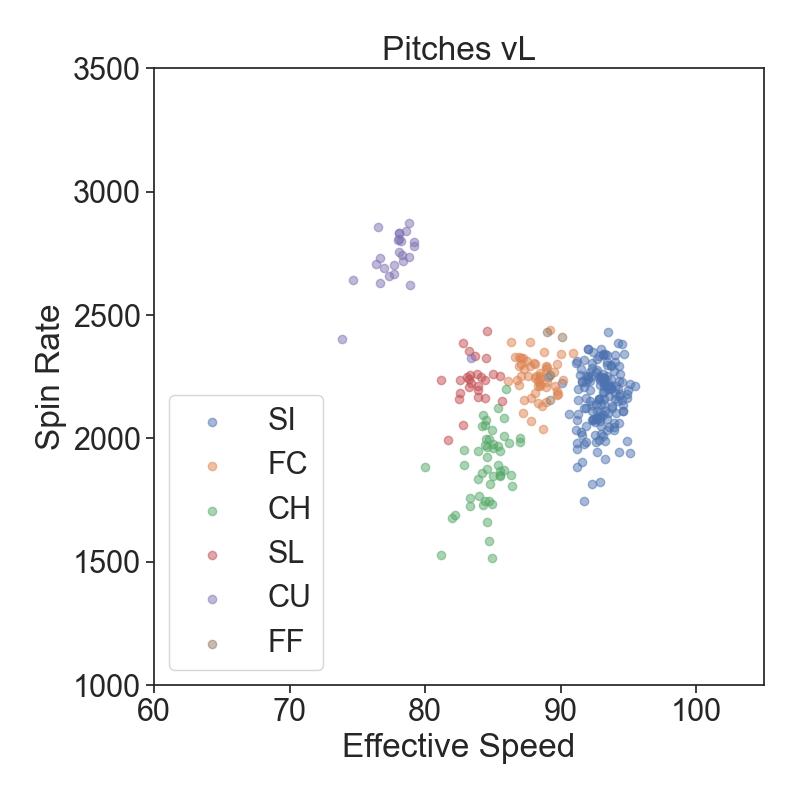 Pitches vL
3500
3000
2500
2000
1500
1000
Spin Rate
SI
FC
CH
SL
CU
FF
60 70 80 90 100
Effective Speed